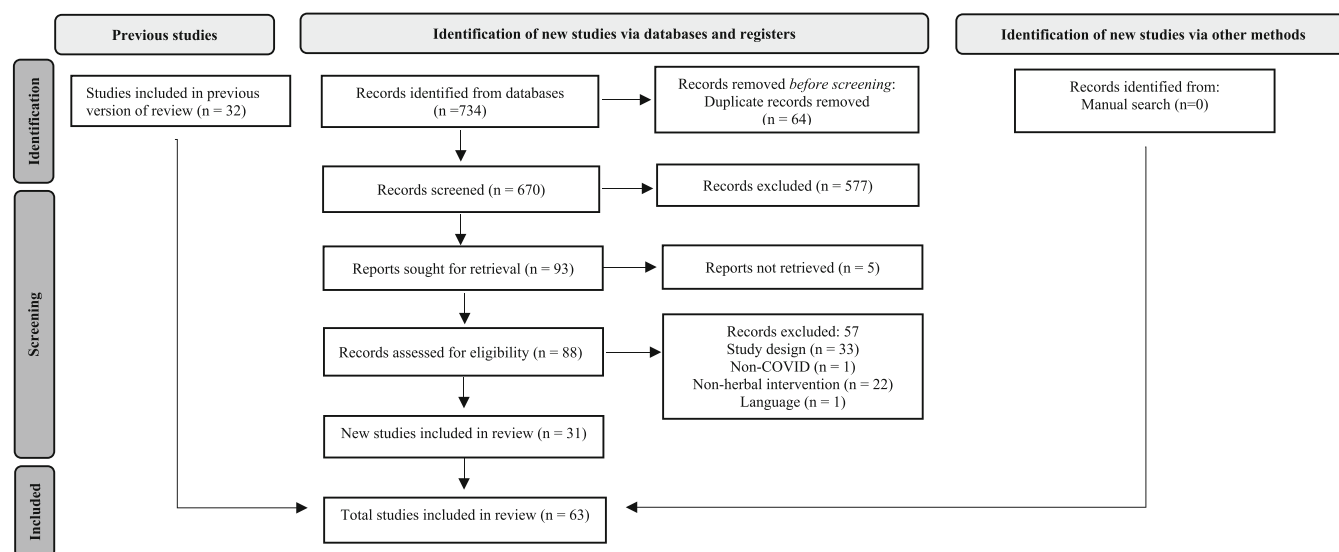 Previous studies
Identification of new studies via databases and registers
Identification of new studies via other methods
Identification
Studies included in previous
version of review (n = 32)
Records identified from databases
(n =734)
Records removed before screening:
Duplicate records removed
(n = 64)
Records identified from:
Manual search (n=0)
Screening
Records screened (n = 670)
Records excluded (n = 577)
Reports sought for retrieval (n = 93)
Reports not retrieved (n = 5)
Records assessed for eligibility (n = 88)
Records excluded: 57
Study design (n = 33)
Non-COVID (n = 1)
Non-herbal intervention (n = 22)
Language (n = 1)
New studies included in review (n = 31)
Included
Total studies included in review (n = 63)